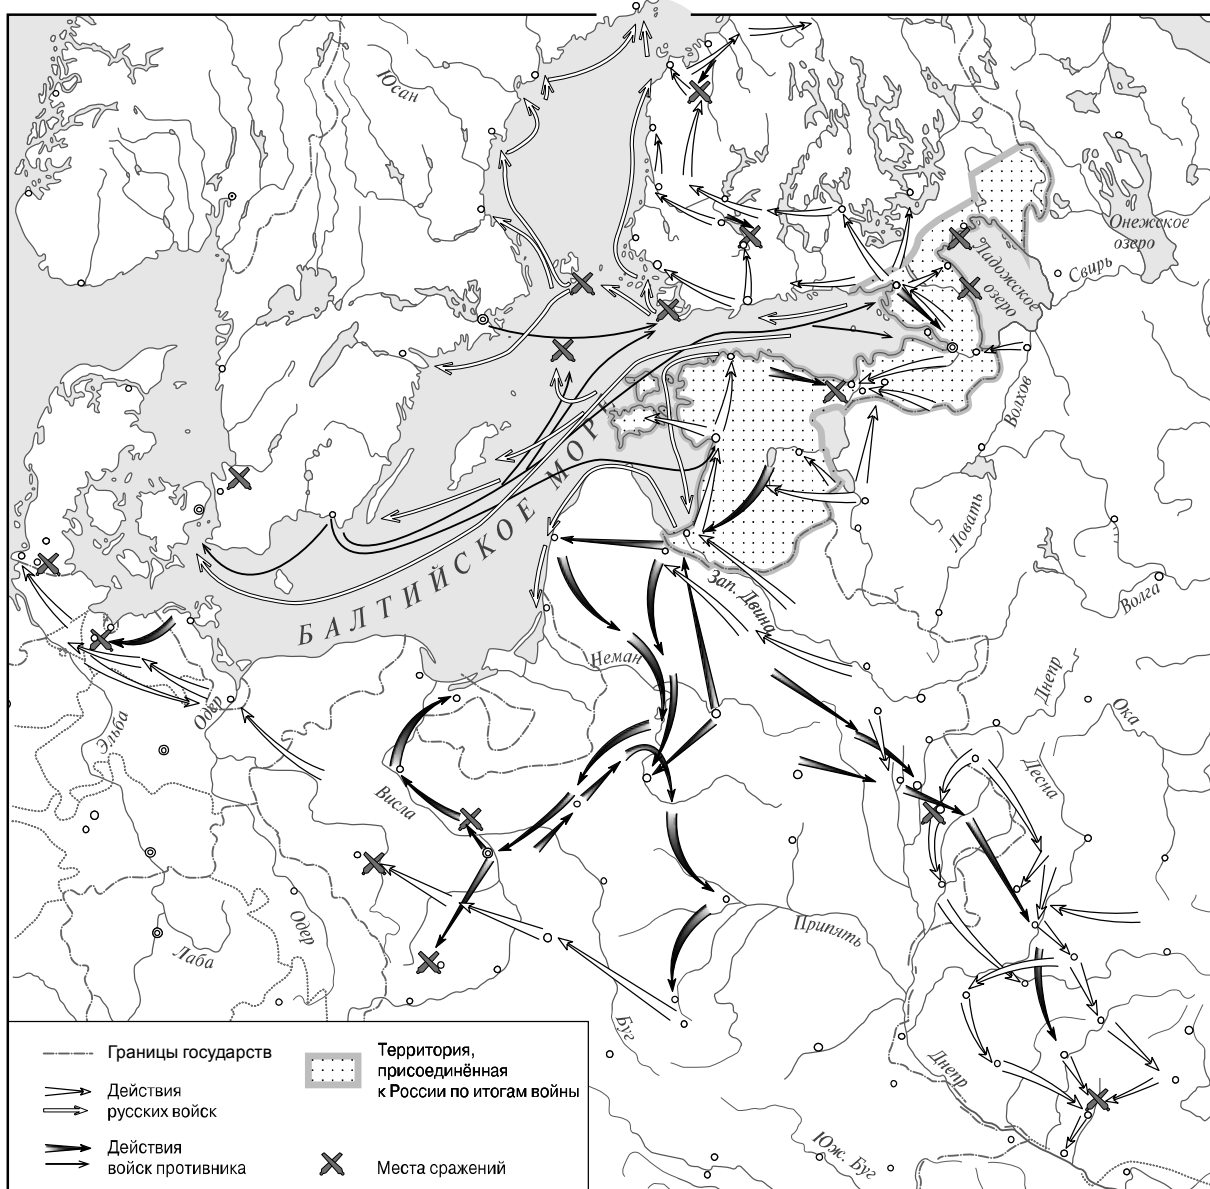 Юсан
Онежское
озеро
Свирь
Ладожское
озеро
Волхов
БАЛТИЙСКОЕ МОРЕ
Ловать
Зап. Двина
Волга
Неман
Днепр
Ока
Одер
Эльба
Десна
Висла
Одер
Припять
Лаба
Буг
Днепр
Юж. Буг
Границы государств
Действия
русских войск
Действия
войск противника
Территория,
присоединённая
к России по итогам войны
Места сражений